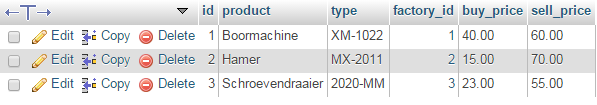 id product type factory_id buy_price sell_price
Edit Copy Delete 1 Boormachine XM-1022 1 40.00 60.00
Edit Copy Delete 2 Hamer MX-2011 2 15.00 70.00
Edit Copy Delete 3 Schroevendraaier 2020-MM 3 23.00 55.00